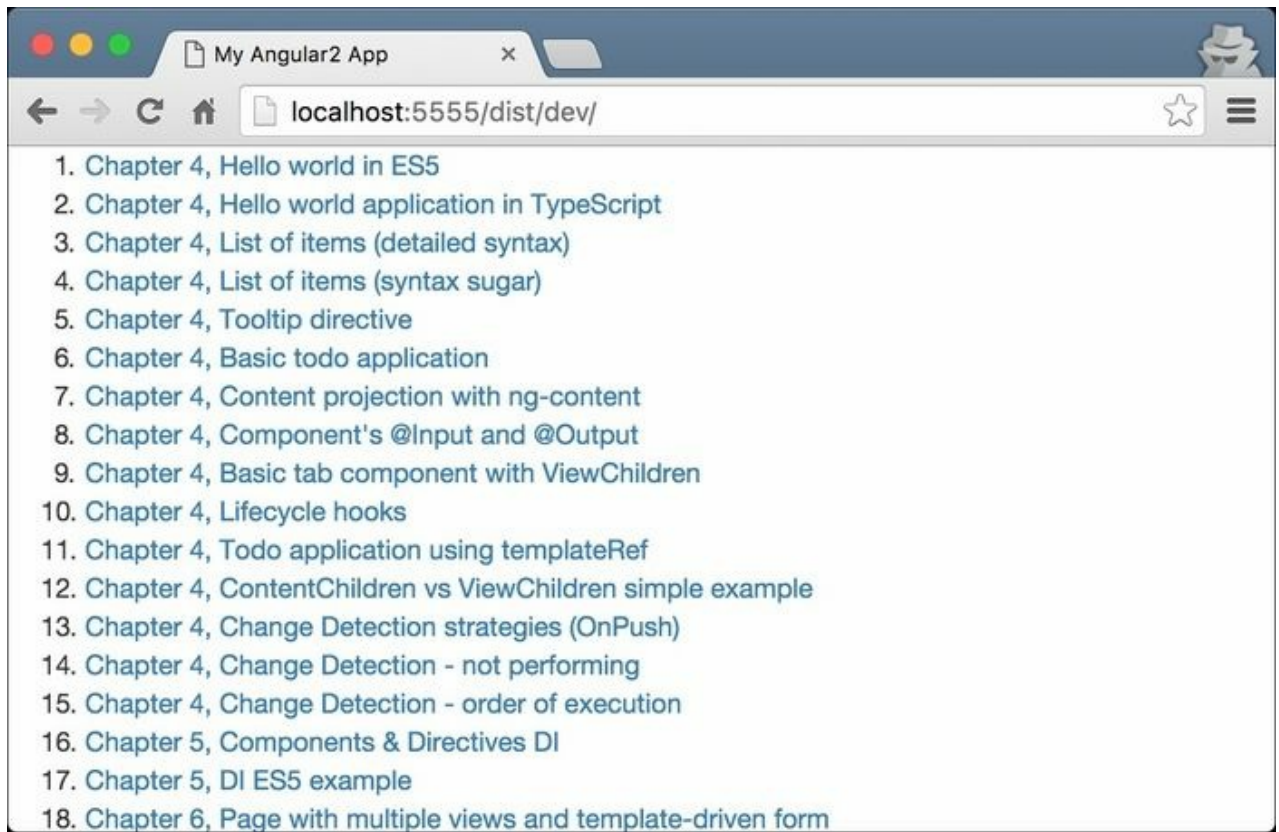 My Angular2 App
localhost:5555/dist/dev/
1. Chapter 4, Hello world in ES5
2. Chapter 4, Hello world application in TypeScript
3. Chapter 4, List of items (detailed syntax)
4. Chapter 4, List of items (syntax sugar)
5. Chapter 4, Tooltip directive
6. Chapter 4, Basic todo application
7. Chapter 4, Content projection with ng-content
8. Chapter 4, Component's @Input and @Output
9. Chapter 4, Basic tab component with ViewChildren
10. Chapter 4, Lifecycle hooks
11. Chapter 4, Todo application using templateRef
12. Chapter 4, ContentChildren vs ViewChildren simple example
13. Chapter 4, Change Detection strategies (OnPush)
14. Chapter 4, Change Detection - not performing
15. Chapter 4, Change Detection - order of execution
16. Chapter 5, Components & Directives DI
17. Chapter 5, DI ES5 example
18. Chapter 6, Page with multiple views and template-driven form